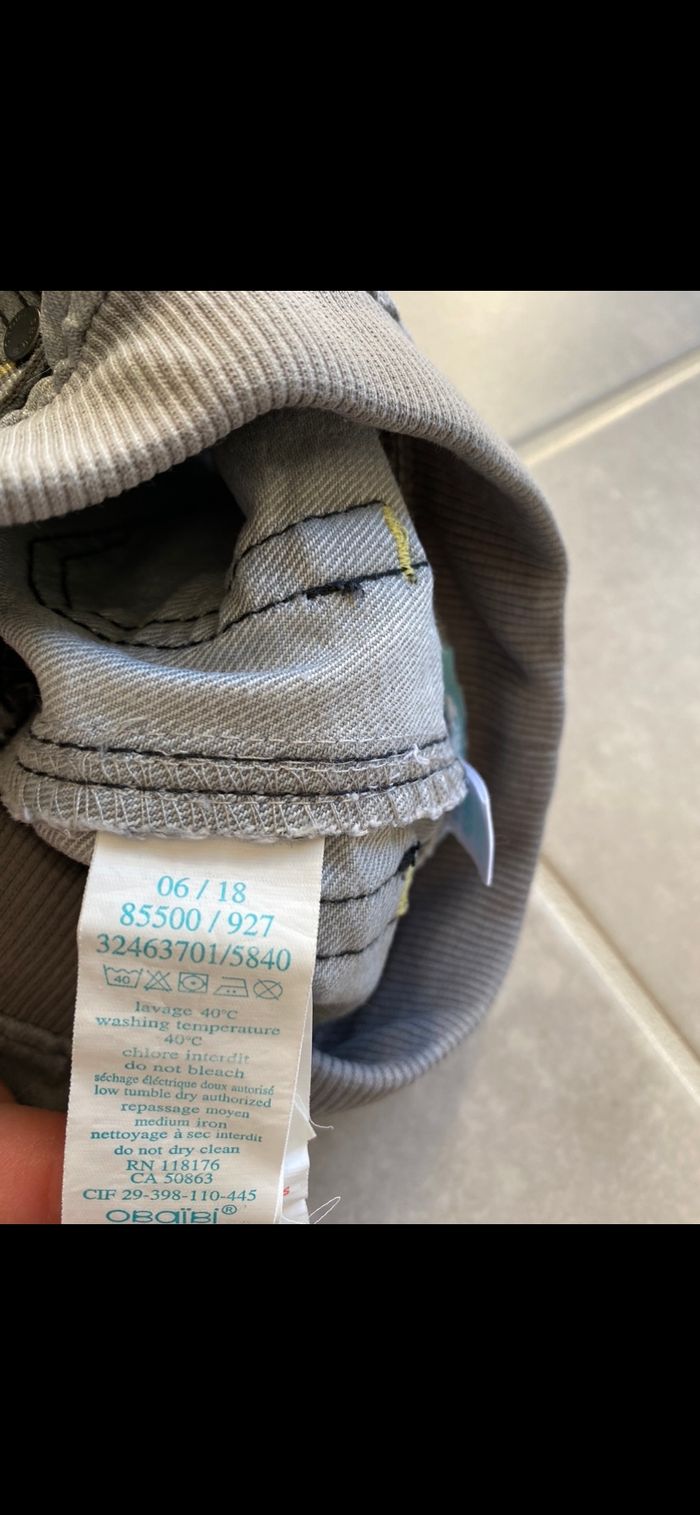 06 / 18
85500 / 927
32463701/5840
40
lavage 40°C
washing temperature
40°C
chlore interdit
do not bleach
séchage éléctrique doux autorisé
low tumble dry authorized
repassage moyen
medium iron
nettoyage à sec interdit
do not dry clean
RN 118176
CA 50863
CIF 29-398-110-445
OBAÏBI®